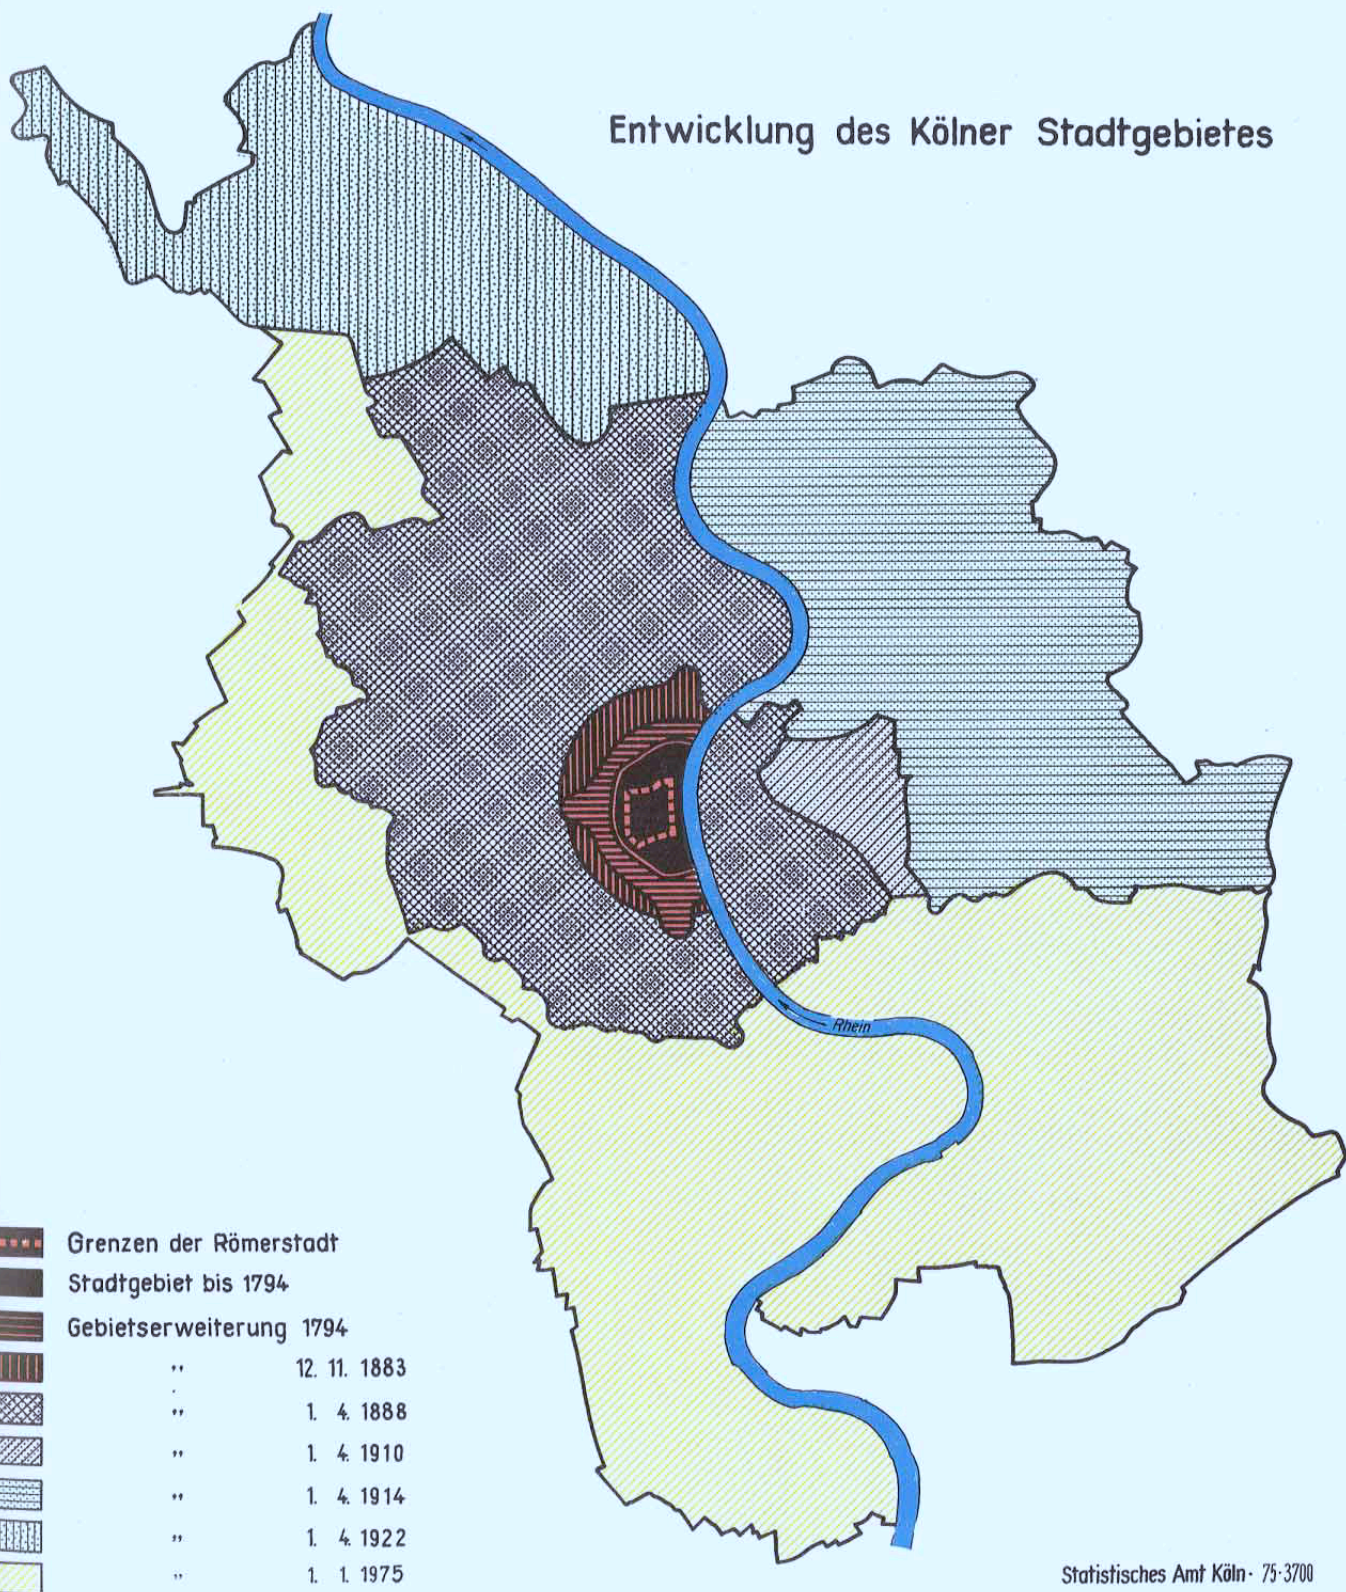 Entwicklung des Kölner Stadtgebietes
Rhein
Grenzen der Römerstadt
Stadtgebiet bis 1794
Gebietserweiterung 1794
" 12. 11. 1883
" 1. 4. 1888
" 1. 4. 1910
" 1. 4. 1914
" 1. 4. 1922
" 1. 1. 1975
Statistisches Amt Köln · 75-3700